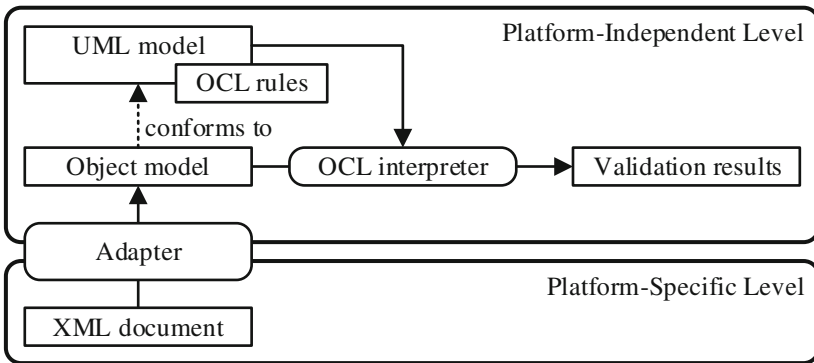 UML model
Platform-Independent Level
OCL rules
conforms to
Object model
OCL interpreter
Validation results
Adapter
Platform-Specific Level
XML document